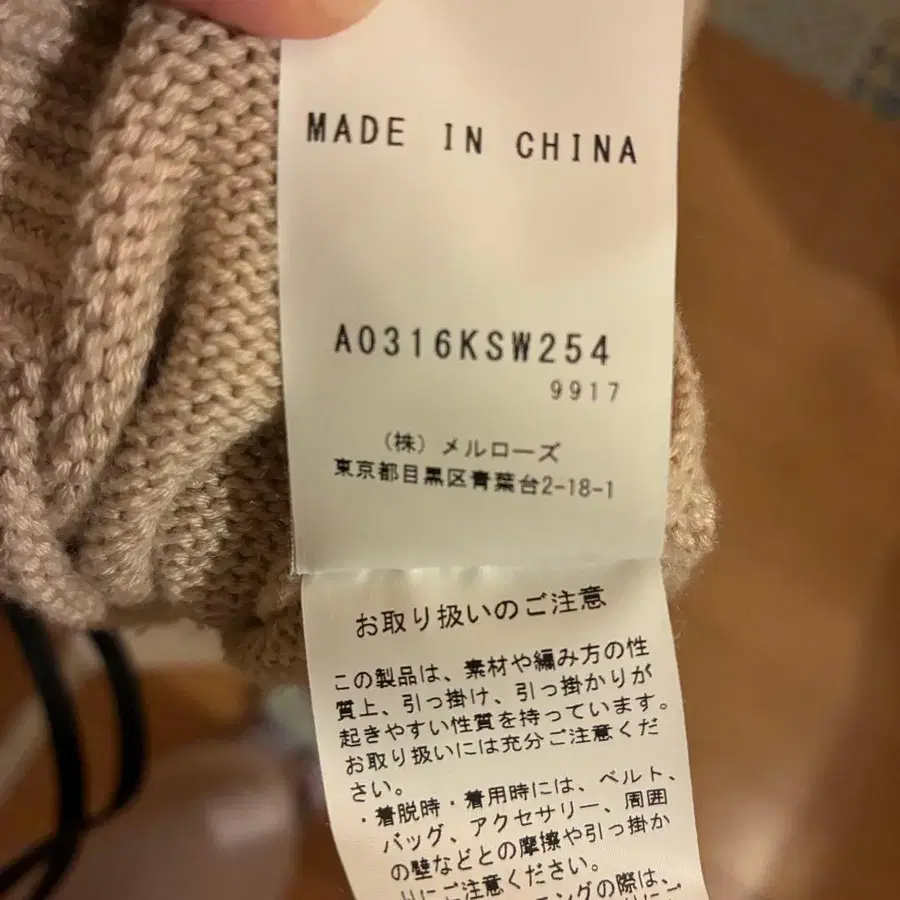 MADE IN CHINA
A0316KSW254
9917
（株）メルローズ
東京都目黒区青葉台2-18-1
お取り扱いのご注意
この製品は、素材や編み方の性
質上、引っ掛け、引っ掛かりが
起きやすい性質を持っています。
お取り扱いには充分ご注意くだ
さい。
・着脱時・着用時には、ベルト、
バッグ、アクセサリー、周囲
の壁などとの摩擦や引っ掛か
りにご注意ください。
ングの際は、